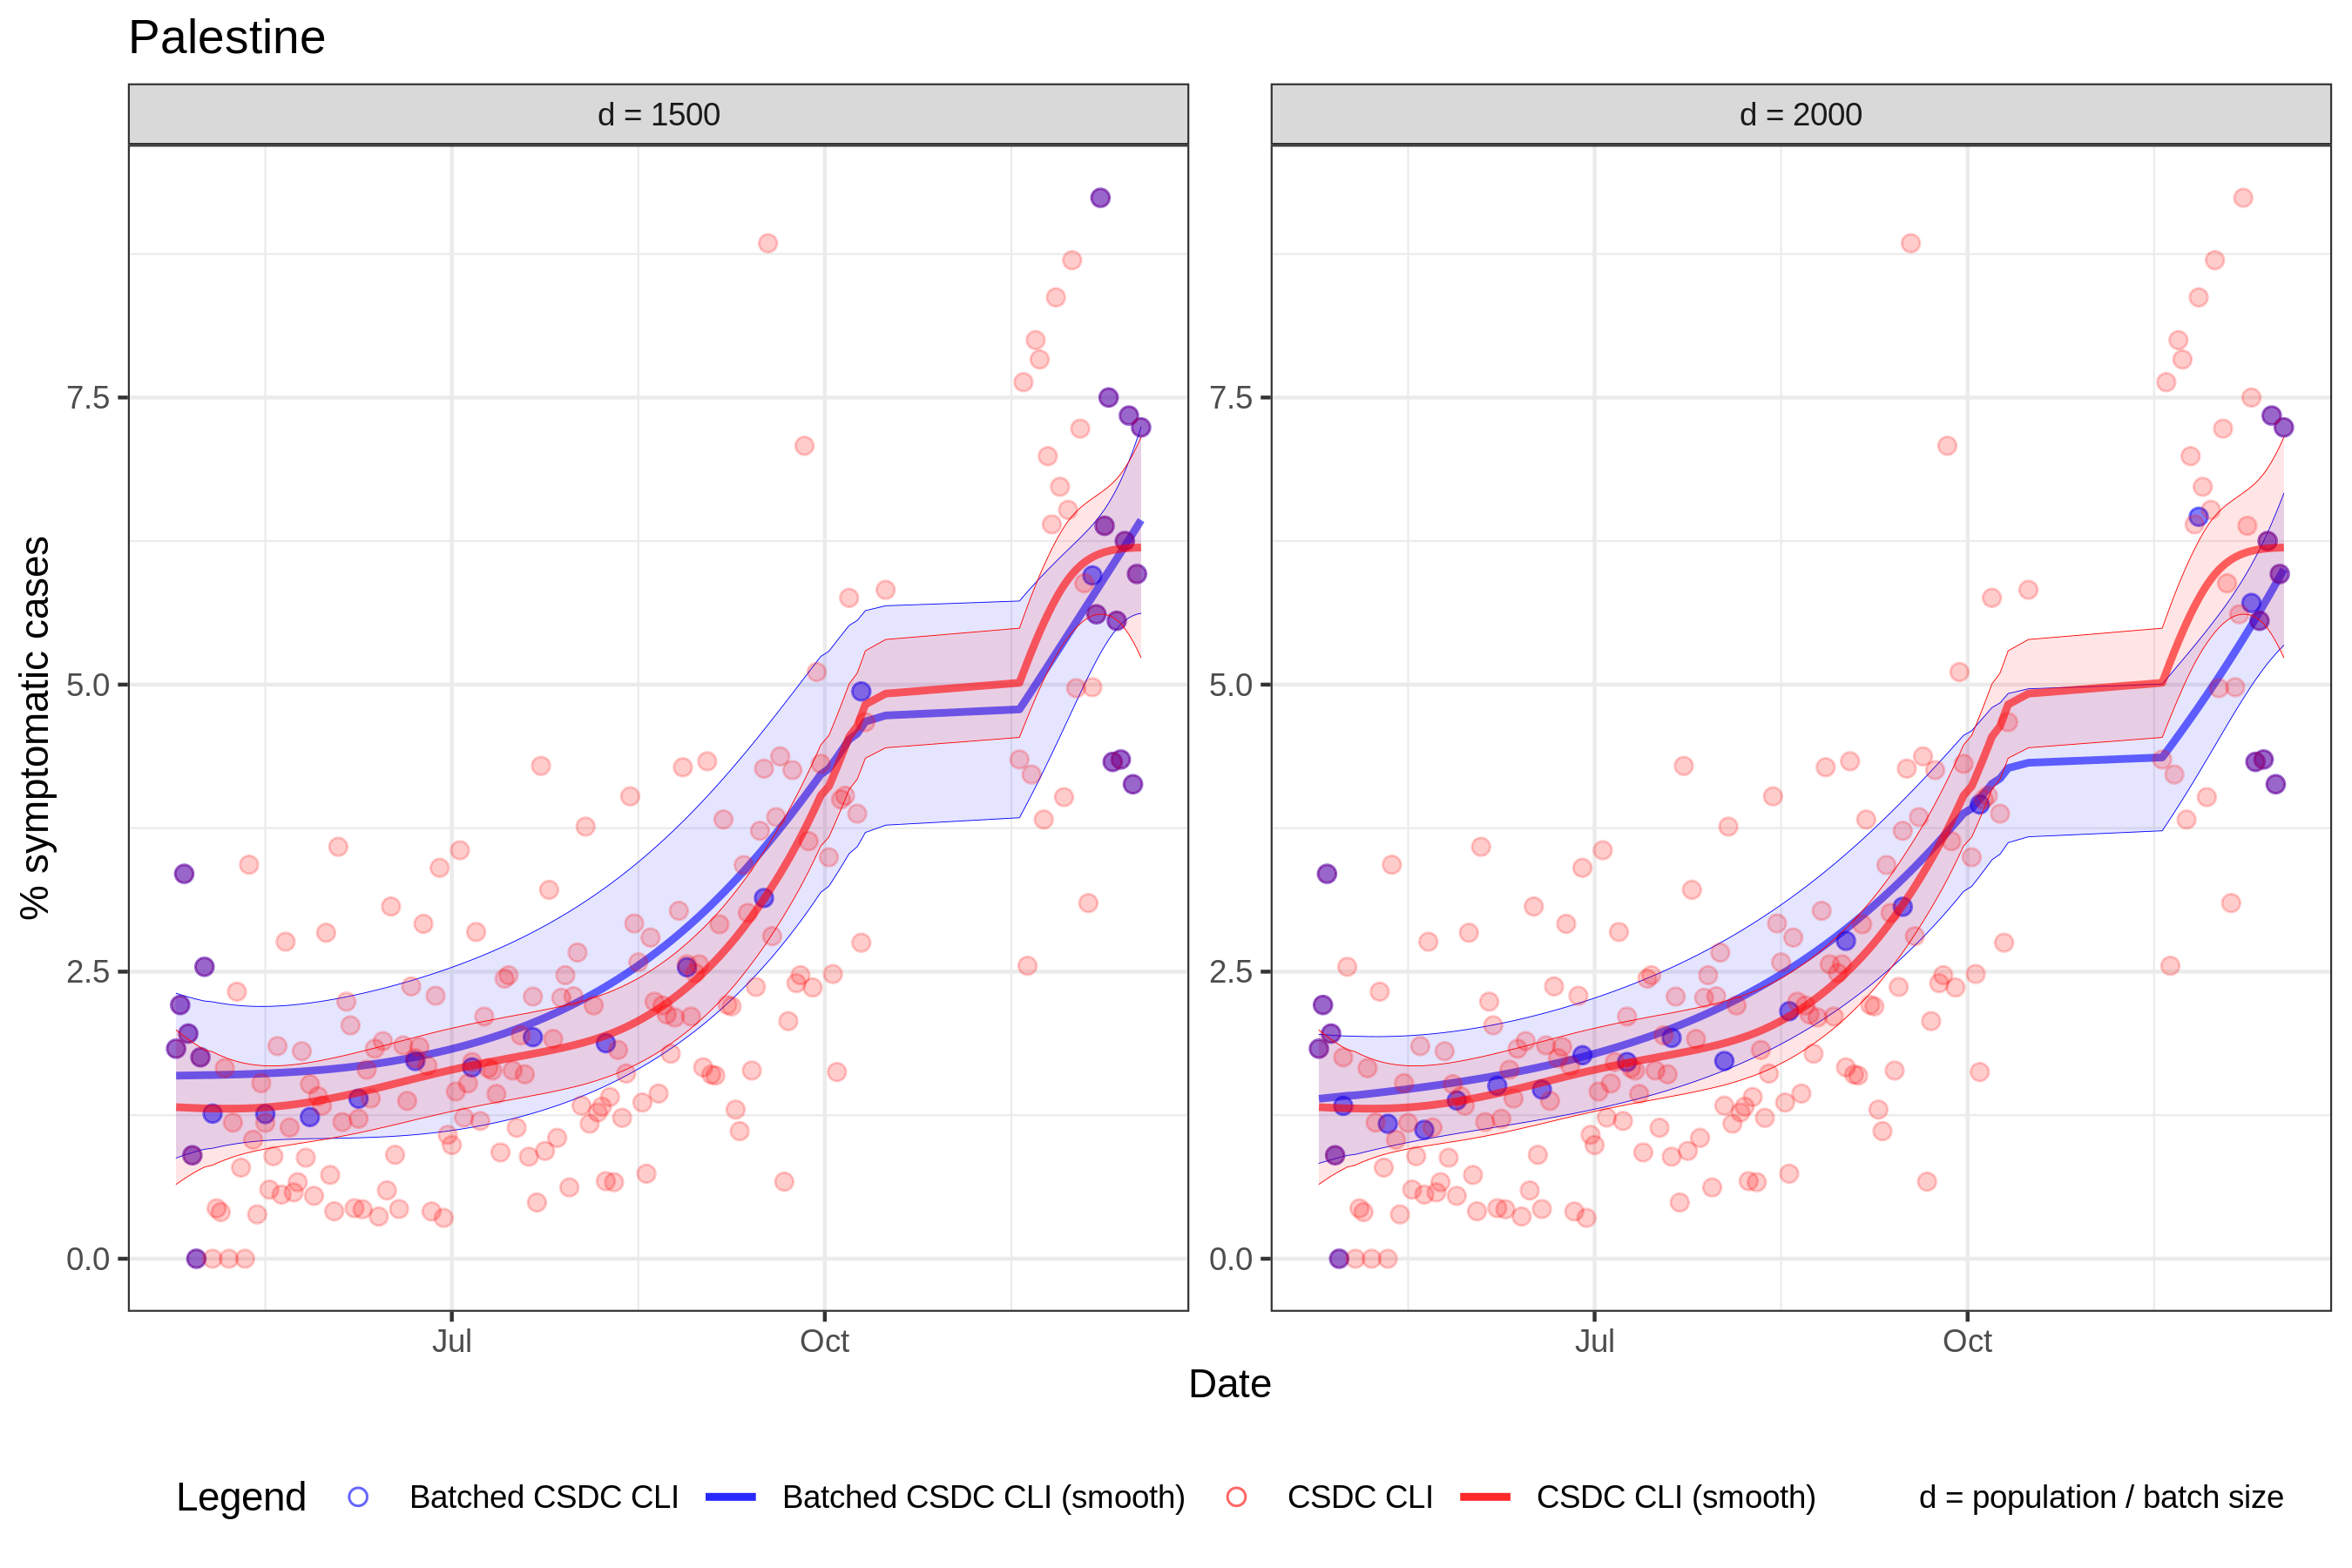 Palestine
d = 1500
d = 2000
% symptomatic cases
7.5
5.0
2.5
0.0
7.5
5.0
2.5
0.0
Jul
Oct
Jul
Oct
Date
Legend
Batched CSDC CLI
Batched CSDC CLI (smooth)
CSDC CLI
CSDC CLI (smooth)
d = population / batch size